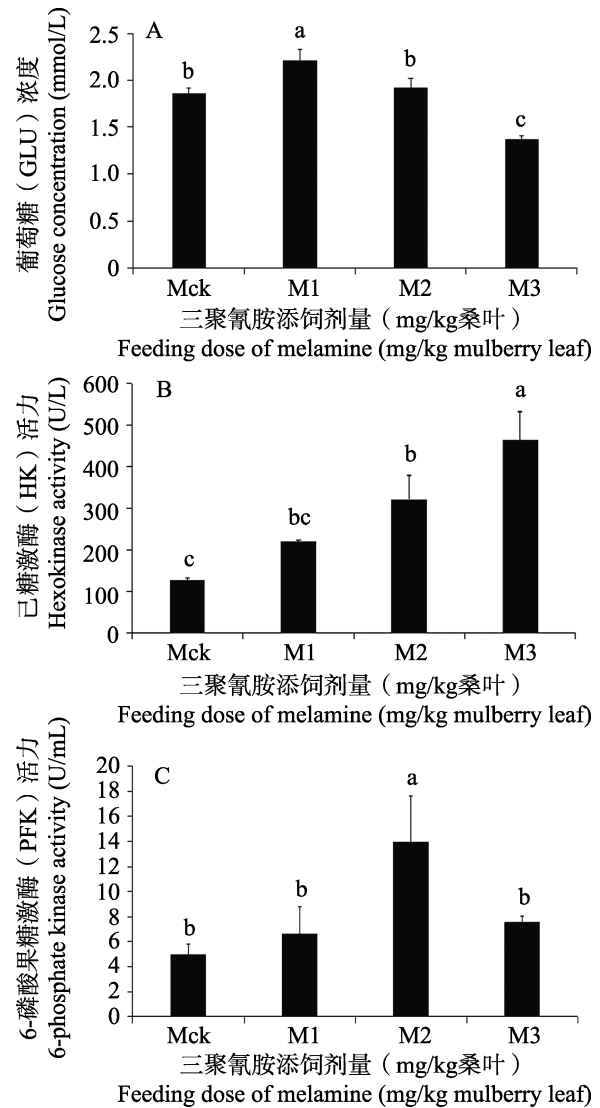 葡萄糖（GLU）浓度
Glucose concentration (mmol/L)
A
2.5
2.0
1.5
1.0
0.5
0
b
a
b
c
Mck M1 M2 M3
三聚氰胺添饲剂量（mg/kg桑叶）
Feeding dose of melamine (mg/kg mulberry leaf)
己糖激酶（HK）活力
Hexokinase activity (U/L)
B
600
500
400
300
200
100
0
c
bc
b
a
Mck M1 M2 M3
三聚氰胺添饲剂量（mg/kg桑叶）
Feeding dose of melamine (mg/kg mulberry leaf)
6-磷酸果糖激酶（PFK）活力
6-phosphate kinase activity (U/mL)
C
20
18
16
14
12
10
8
6
4
2
0
b
b
a
b
Mck M1 M2 M3
三聚氰胺添饲剂量（mg/kg桑叶）
Feeding dose of melamine (mg/kg mulberry leaf)